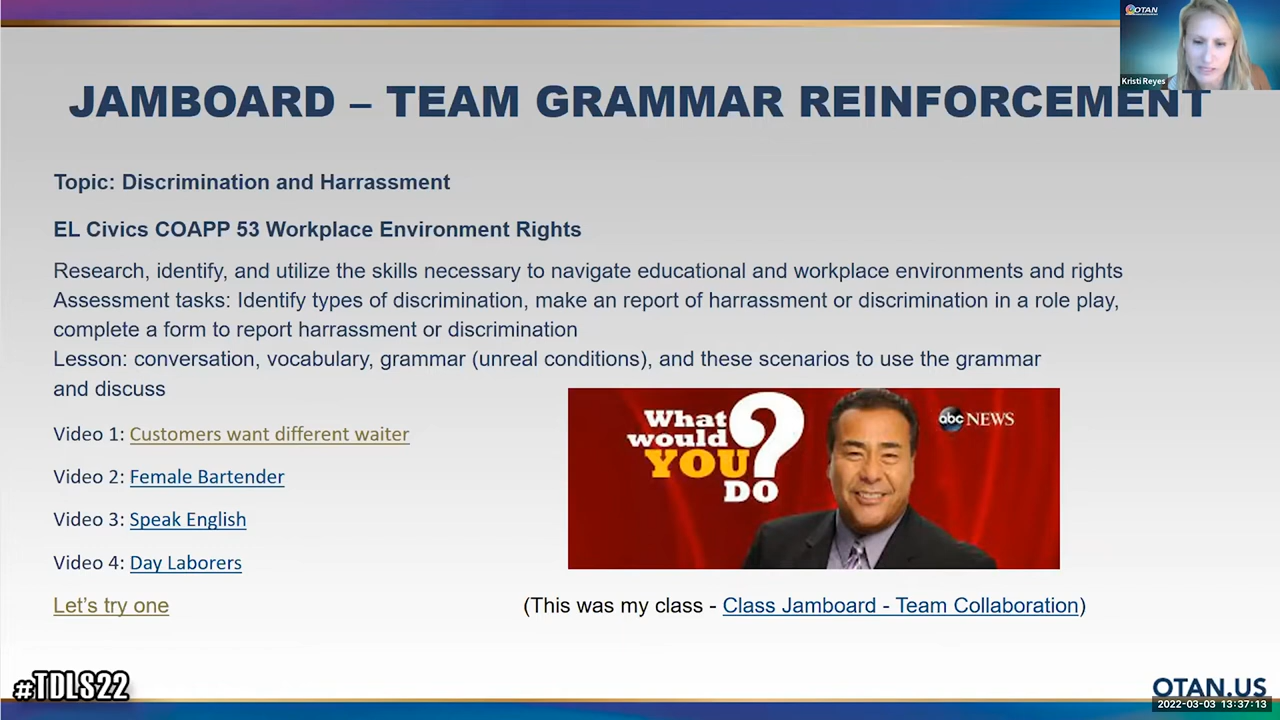 OTAN
Kristi Reyes
JAMBOARD – TEAM GRAMMAR REINFORCEMENT
Topic: Discrimination and Harrassment
EL Civics COAPP 53 Workplace Environment Rights
Research, identify, and utilize the skills necessary to navigate educational and workplace environments and rights
Assessment tasks: Identify types of discrimination, make an report of harrassment or discrimination in a role play,
complete a form to report harrassment or discrimination
Lesson: conversation, vocabulary, grammar (unreal conditions), and these scenarios to use the grammar
and discuss
Video 1: Customers want different waiter
Video 2: Female Bartender
Video 3: Speak English
Video 4: Day Laborers
Let's try one
What
would
YOU
DO
?
abc NEWS
(This was my class - Class Jamboard - Team Collaboration)
#TDLS22
OTAN.US
2022-03-03 13:37:13